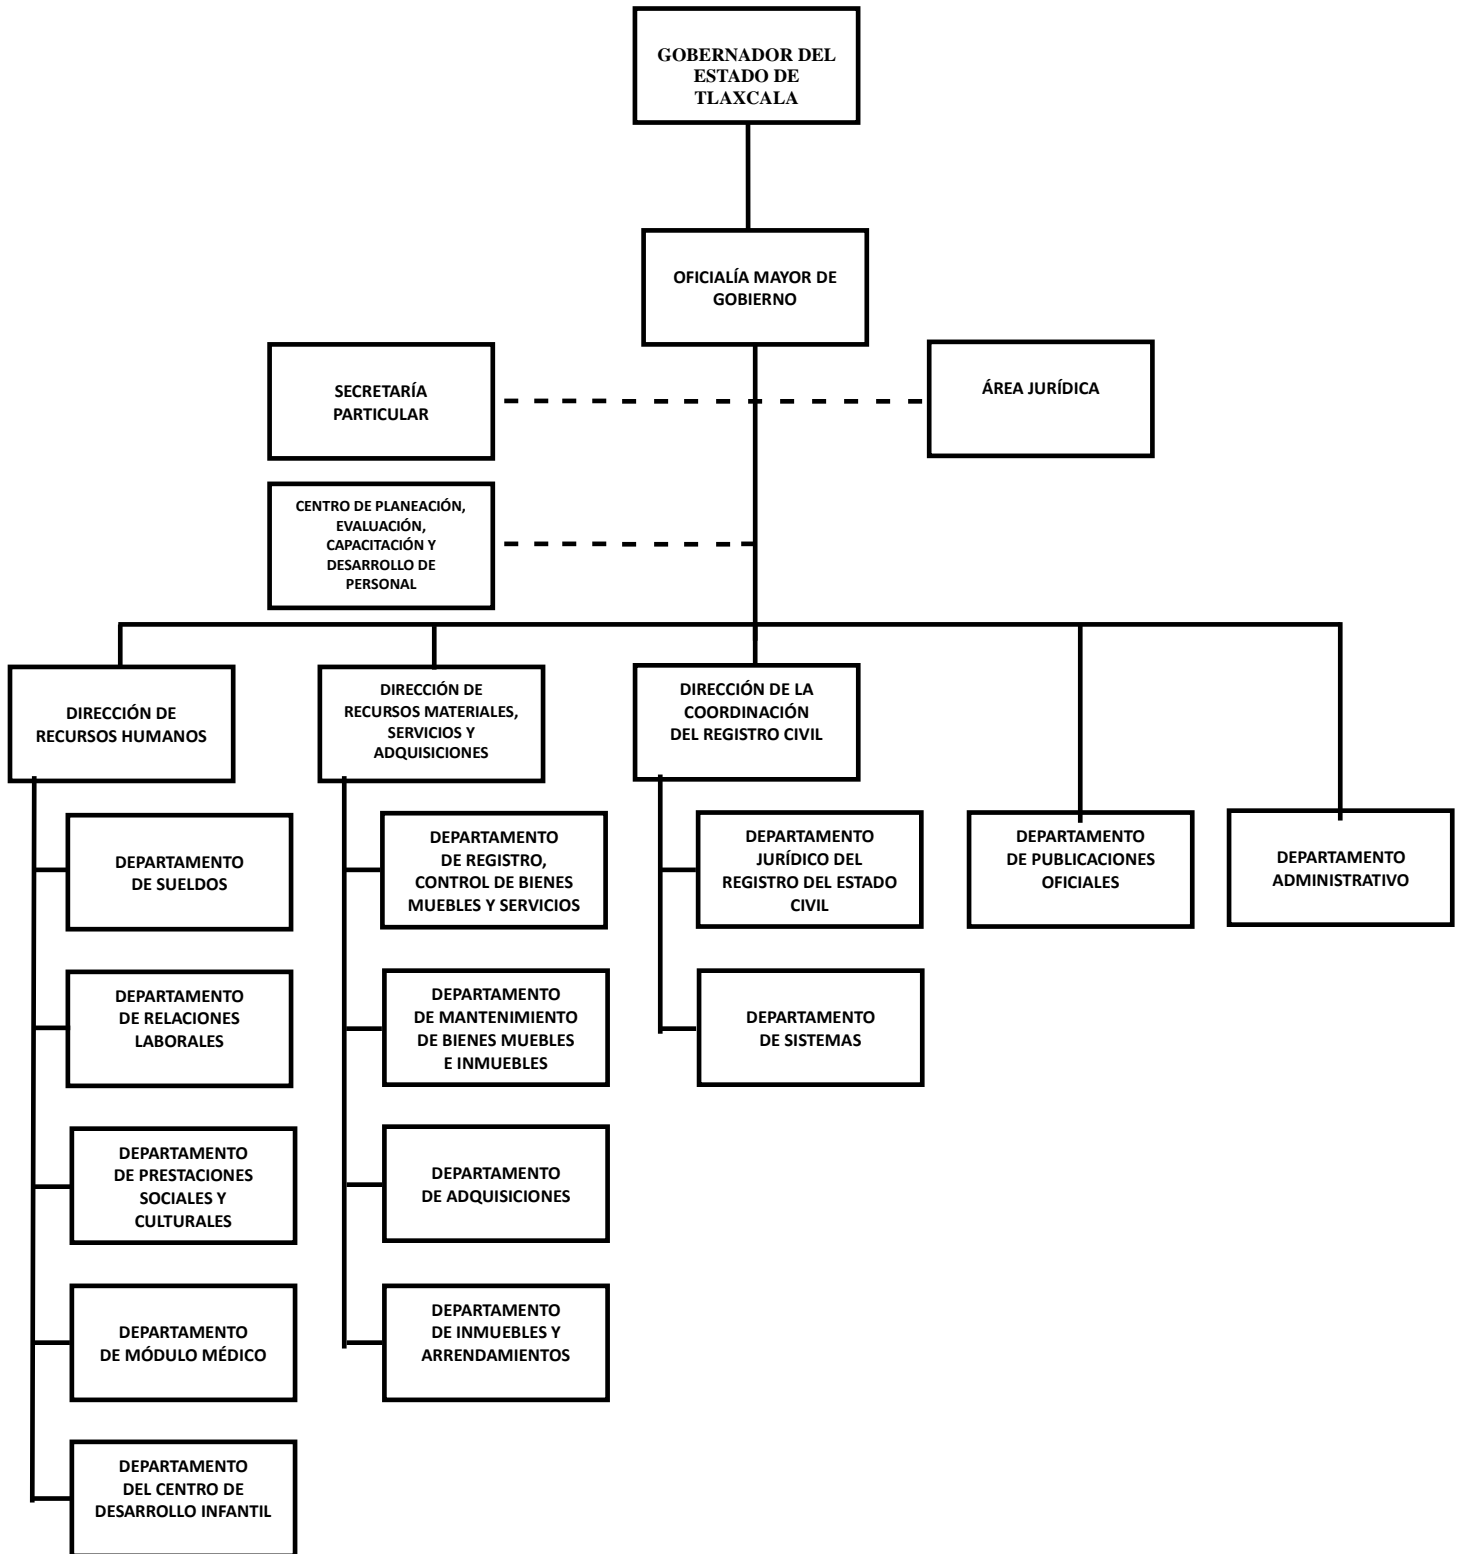 GOBERNADOR DEL
ESTADO DE
TLAXCALA
OFICIALÍA MAYOR DE
GOBIERNO
SECRETARÍA
PARTICULAR
ÁREA JURÍDICA
CENTRO DE PLANEACIÓN,
EVALUACIÓN,
CAPACITACIÓN Y
DESARROLLO DE
PERSONAL
DIRECCIÓN DE
RECURSOS HUMANOS
DIRECCIÓN DE
RECURSOS MATERIALES,
SERVICIOS Y
ADQUISICIONES
DIRECCIÓN DE LA
COORDINACIÓN
DEL REGISTRO CIVIL
DEPARTAMENTO
DE SUELDOS
DEPARTAMENTO
DE REGISTRO,
CONTROL DE BIENES
MUEBLES Y SERVICIOS
DEPARTAMENTO
JURÍDICO DEL
REGISTRO DEL ESTADO
CIVIL
DEPARTAMENTO
DE PUBLICACIONES
OFICIALES
DEPARTAMENTO
ADMINISTRATIVO
DEPARTAMENTO
DE RELACIONES
LABORALES
DEPARTAMENTO
DE MANTENIMIENTO
DE BIENES MUEBLES
E INMUEBLES
DEPARTAMENTO
DE SISTEMAS
DEPARTAMENTO
DE PRESTACIONES
SOCIALES Y
CULTURALES
DEPARTAMENTO
DE ADQUISICIONES
DEPARTAMENTO
DE MÓDULO MÉDICO
DEPARTAMENTO
DE INMUEBLES Y
ARRENDAMIENTOS
DEPARTAMENTO
DEL CENTRO DE
DESARROLLO INFANTIL